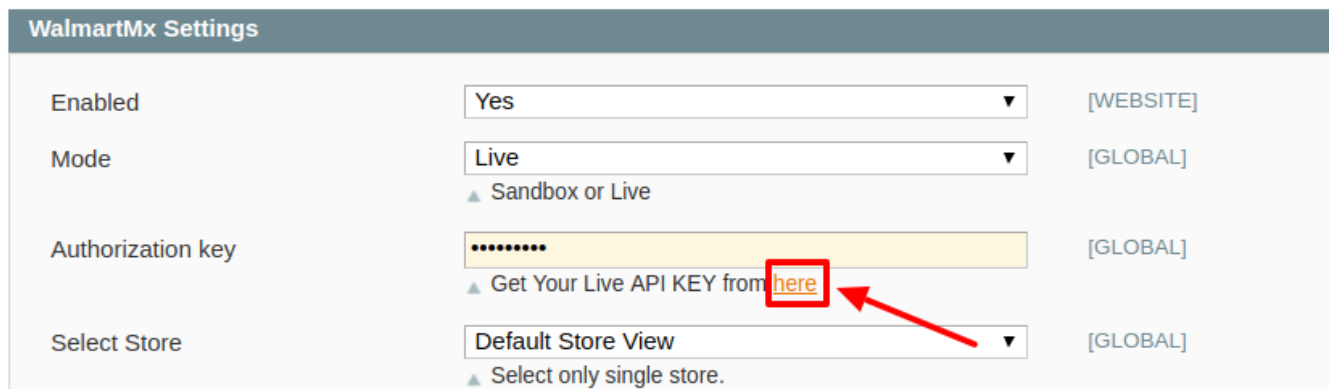 WalmartMx Settings
Enabled Yes [WEBSITE]
Mode Live [GLOBAL]
Sandbox or Live
Authorization key ••••••••• [GLOBAL]
Get Your Live API KEY from here
Select Store Default Store View [GLOBAL]
Select only single store.